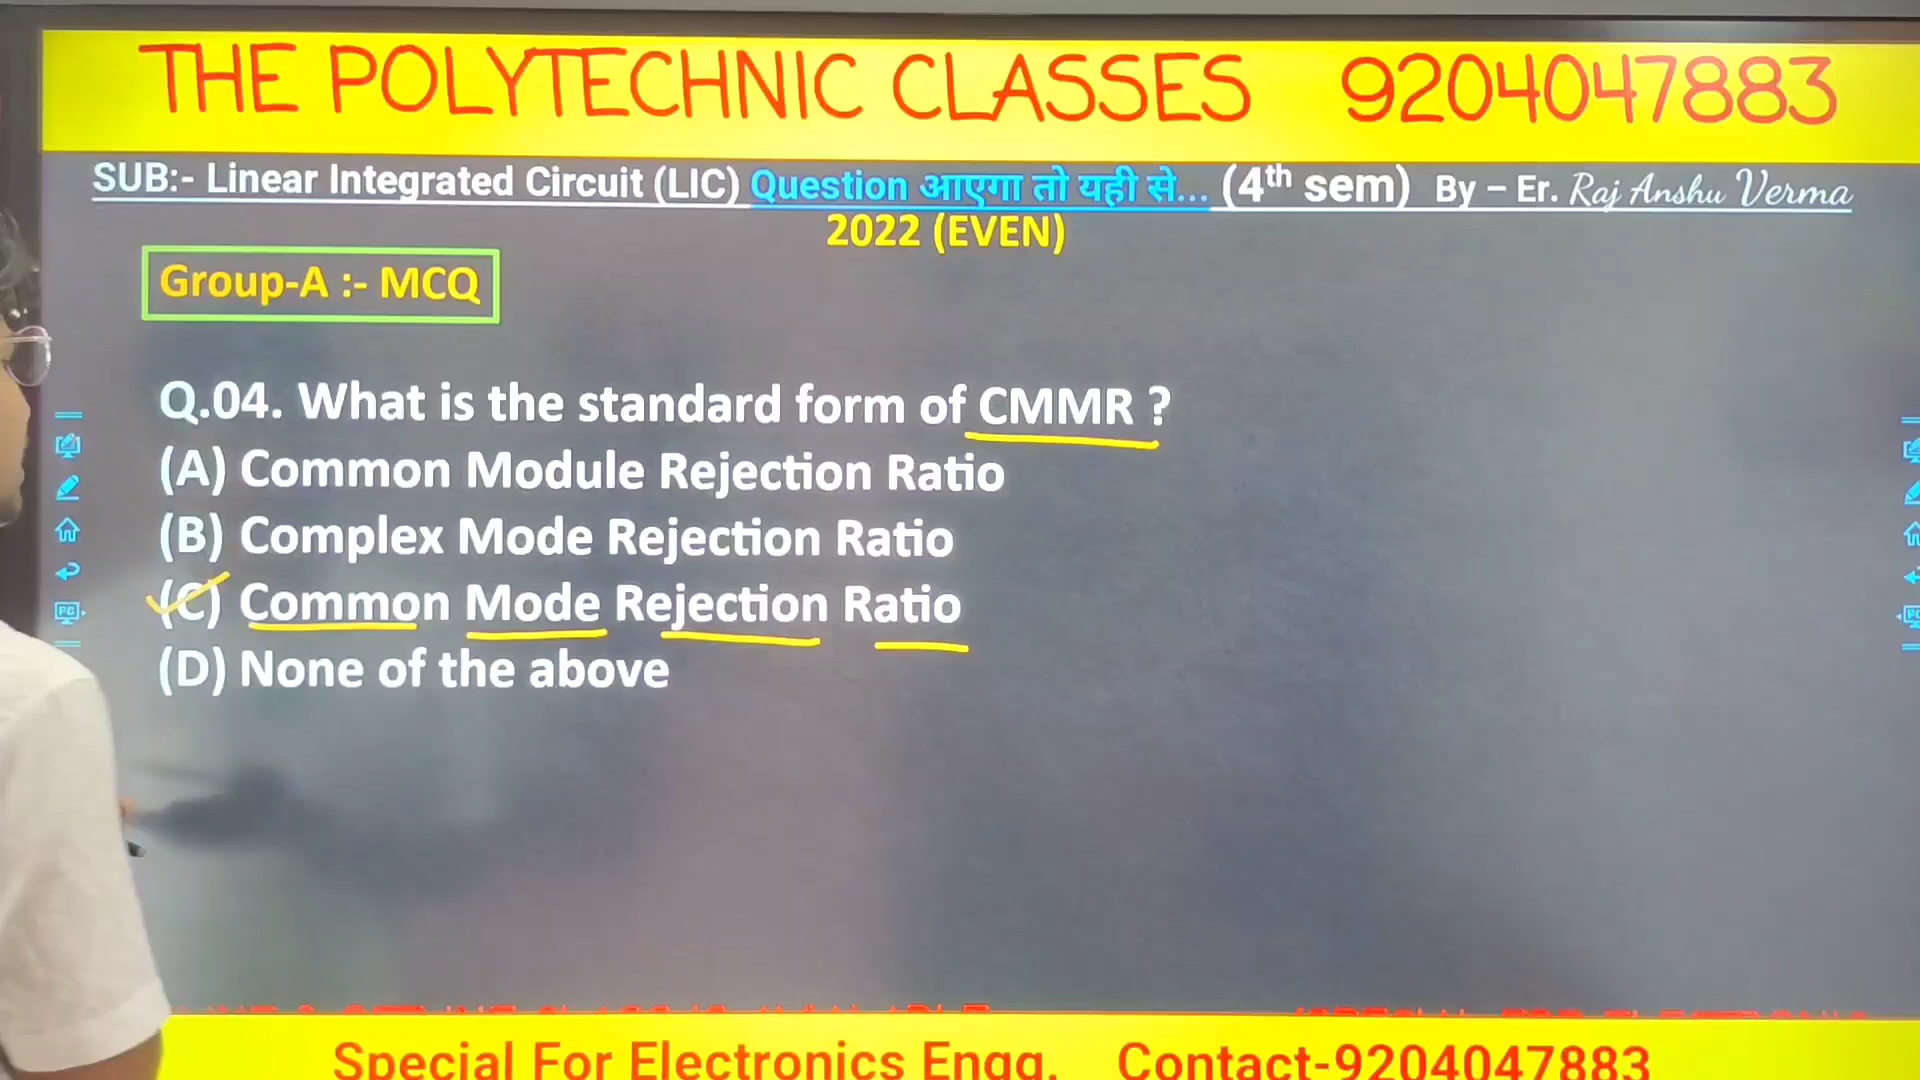 THE POLYTECHNIC CLASSES 9204047883
SUB:- Linear Integrated Circuit (LIC) Question आएगा तो यही से... (4th sem) By – Er. Raj Anshu Verma
2022 (EVEN)
Group-A :- MCQ
Q.04. What is the standard form of CMMR ?
(A) Common Module Rejection Ratio
(B) Complex Mode Rejection Ratio
(C) Common Mode Rejection Ratio
(D) None of the above
Special For Electronics Engg. Contact-9204047883